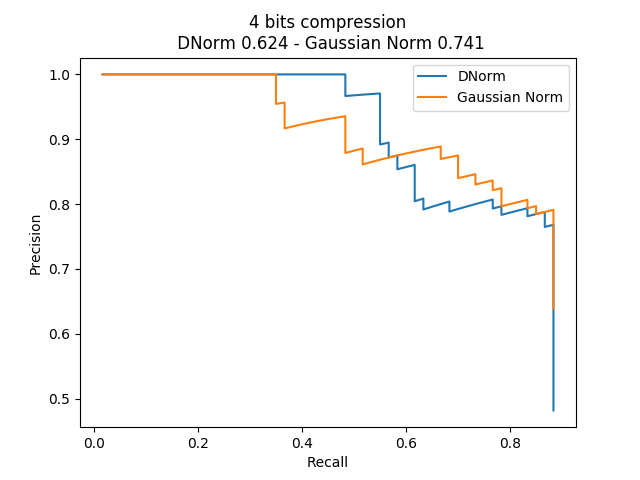 4 bits compression
DNorm 0.624 - Gaussian Norm 0.741
DNorm
Gaussian Norm
1.0
0.9
0.8
0.7
0.6
0.5
Precision
0.0 0.2 0.4 0.6 0.8
Recall